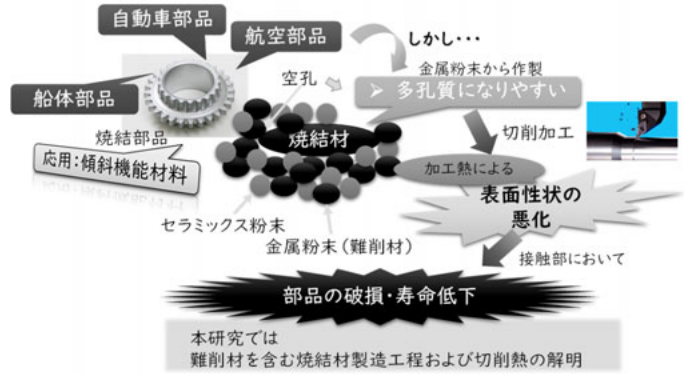 自動車部品
航空部品
船体部品
焼結部品
応用:傾斜機能材料
しかし・・・
空孔
金属粉末から作製
➢ 多孔質になりやすい
焼結材
切削加工
加工熱による
表面性状の
悪化
セラミックス粉末
金属粉末(難削材)
接触部において
部品の破損・寿命低下
本研究では
難削材を含む焼結材製造工程および切削熱の解明